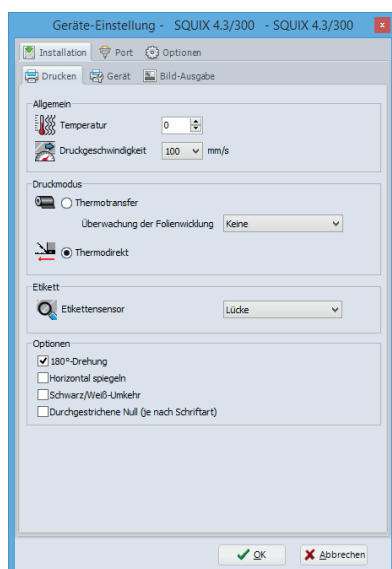 Geräte-Einstellung - SQUIX 4.3/300 - SQUIX 4.3/300 x
Installation Port Optionen
Drucken Gerät Bild-Ausgabe
Allgemein
Temperatur 0
Druckgeschwindigkeit 100 mm/s
Druckmodus
Thermotransfer
Überwachung der Folienwicklung Keine
Thermodirekt
Etikett
Etikettensensor Lücke
Optionen
180°-Drehung
Horizontal spiegeln
Schwarz/Weiß-Umkehr
Durchgestrichene Null (je nach Schriftart)
OK Abbrechen